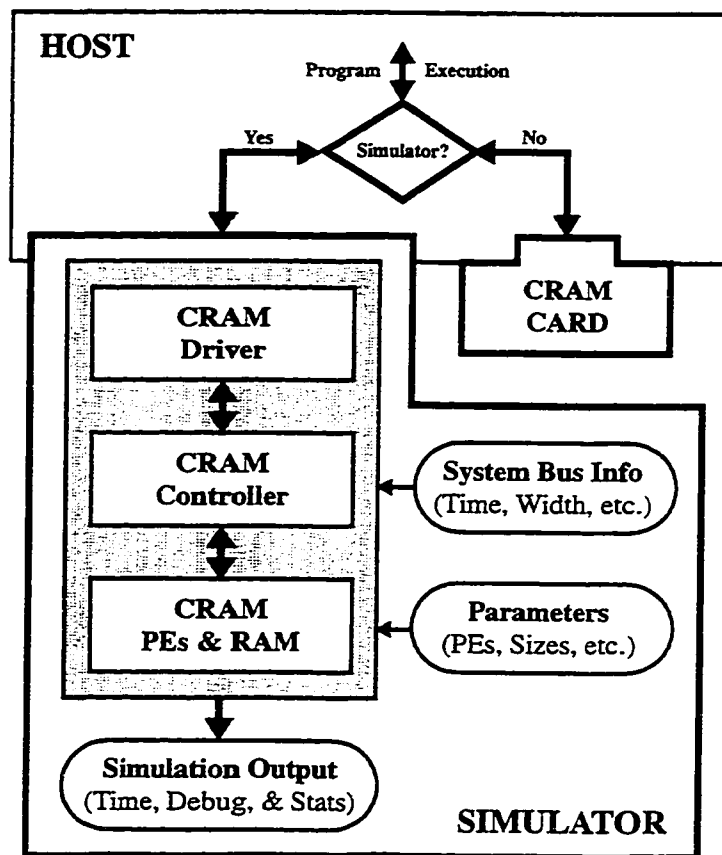 HOST
Program Execution
Yes
Simulator?
No
CRAM
CARD
CRAM
Driver
CRAM
Controller
System Bus Info
(Time, Width, etc.)
CRAM
PEs & RAM
Parameters
(PEs, Sizes, etc.)
Simulation Output
(Time, Debug, & Stats)
SIMULATOR